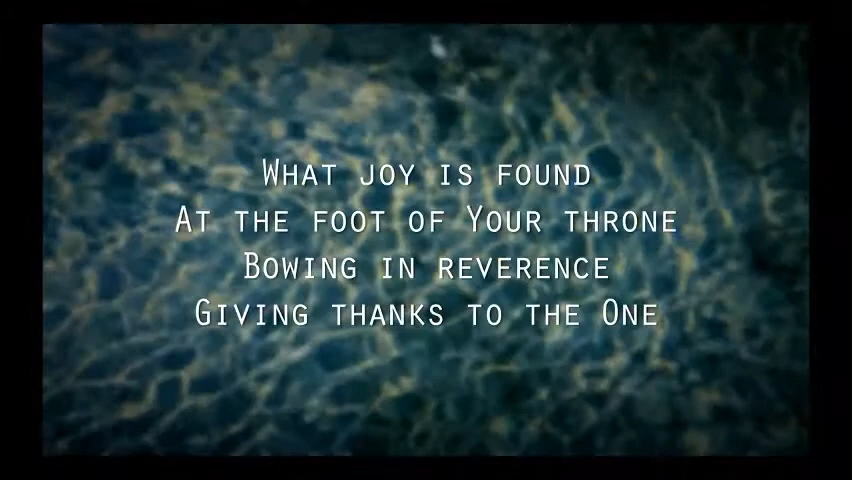 What joy is found
At the foot of Your throne
Bowing in reverence
Giving thanks to the One